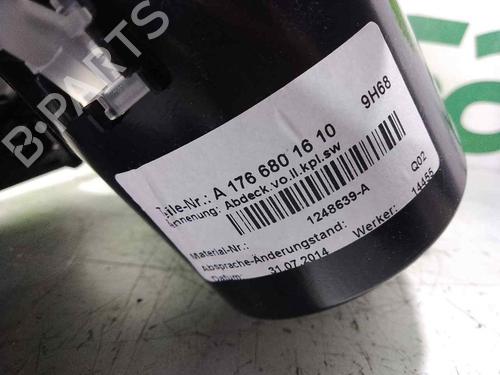 B-PARTS
Teile-Nr.: A 176 680 16 10
Benennung: Abdeck.vo.li.kpl.sw
9H68
1248639-A
Material-Nr.:
Q02
Absprache-Änderungstand:
Werker: 14455
Datum: 31.07.2014